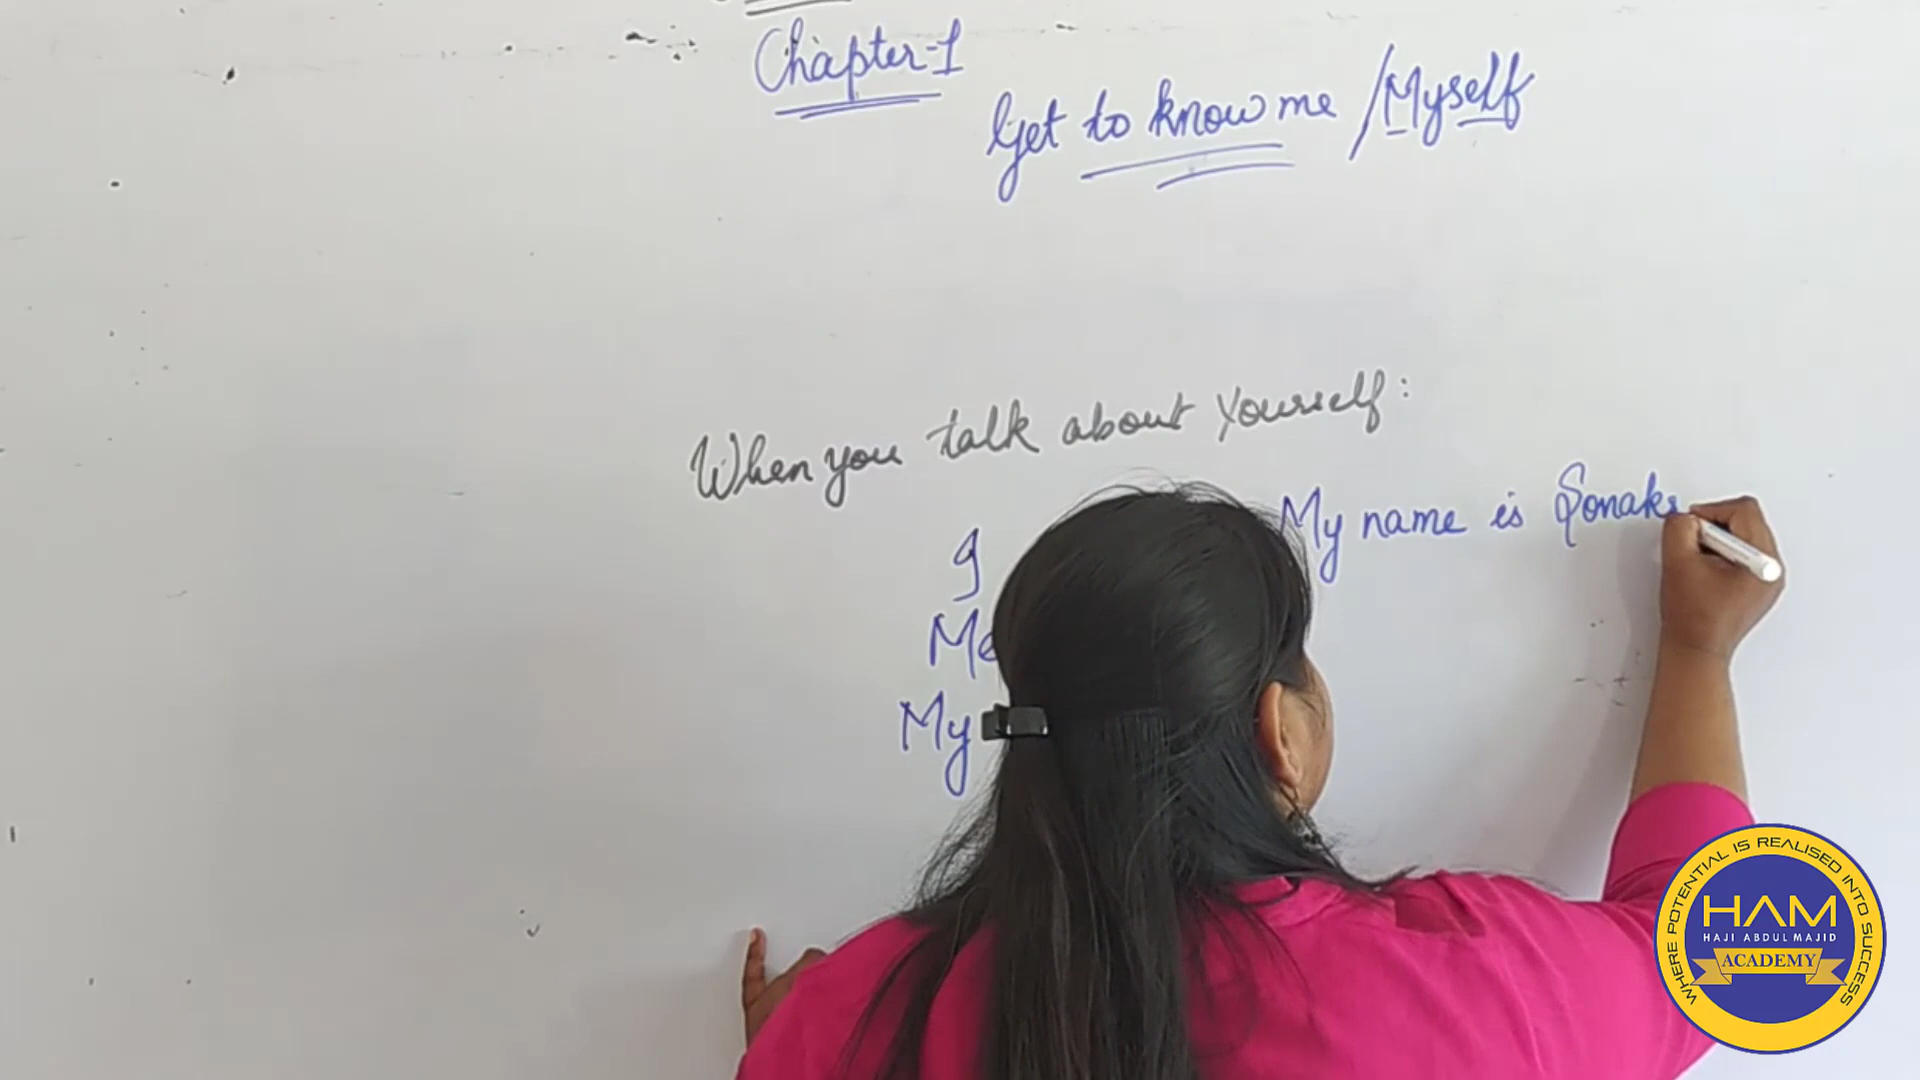 Chapter-1
Get to know me / Myself
When you talk about Yourself:
My name is Sonaks
I
Me
My
WHERE POTENTIAL IS REALISED INTO SUCCESS
HAM
HAJI ABDUL MAJID
ACADEMY